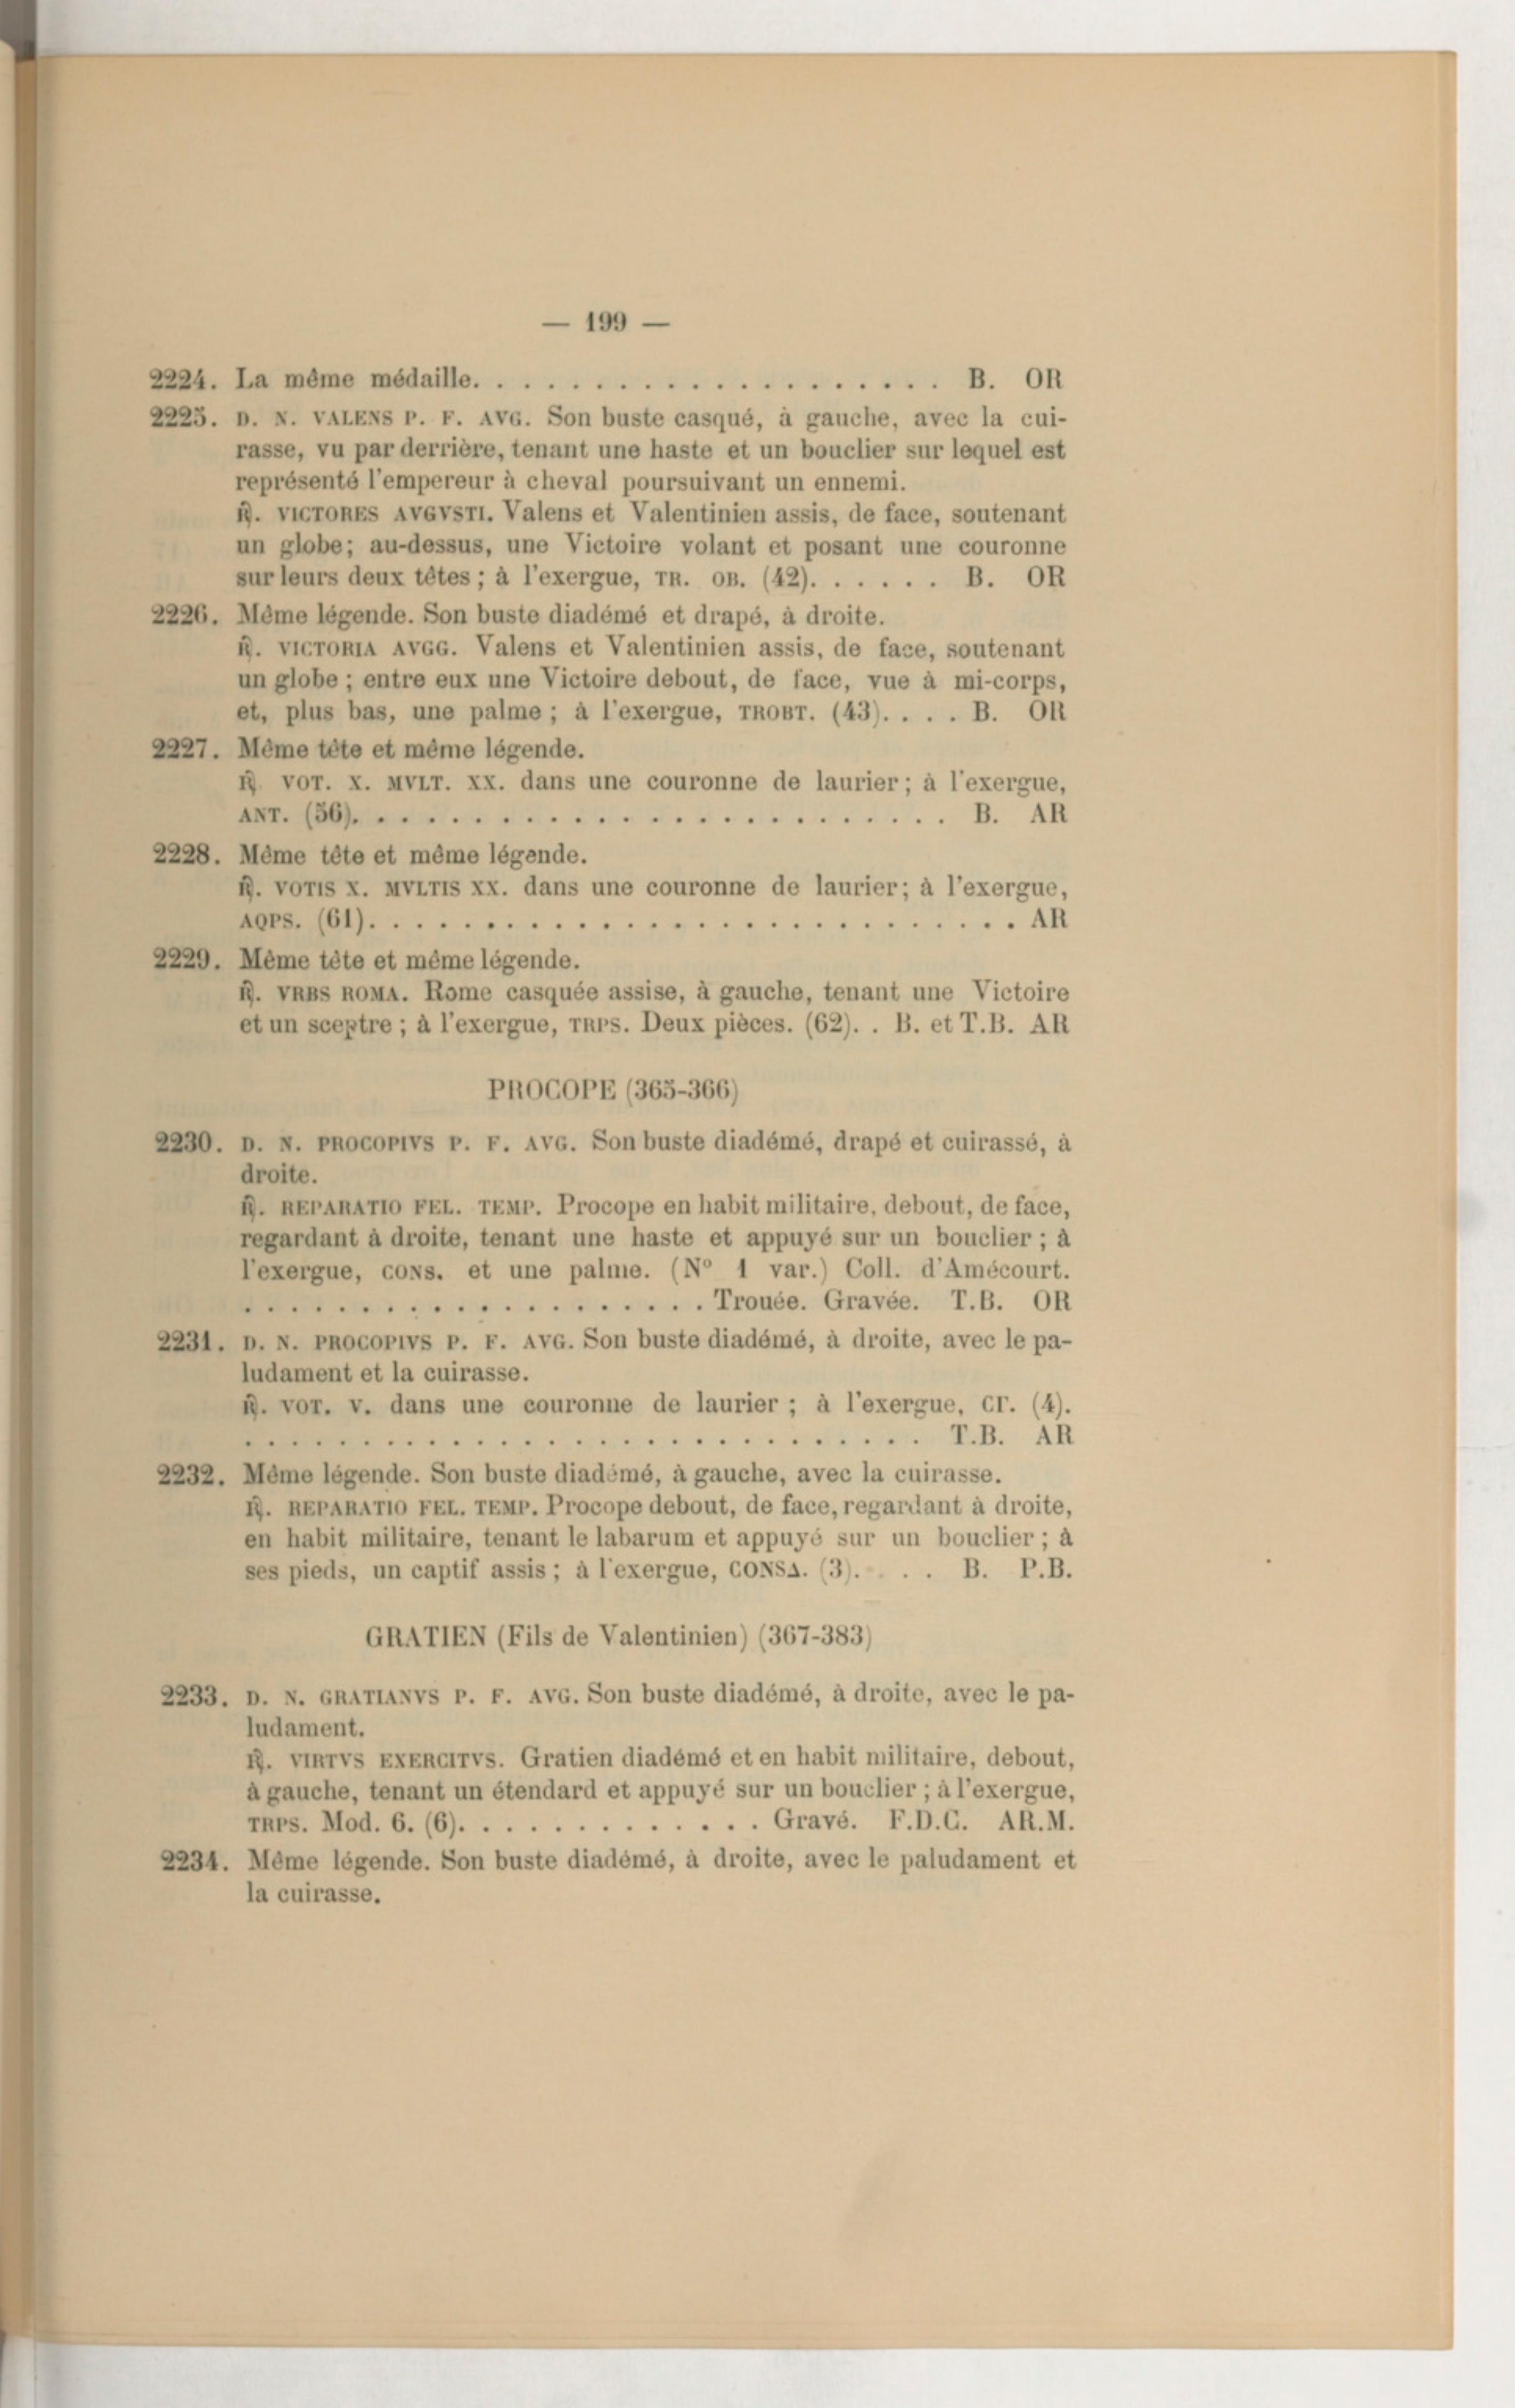 — 199 —
2224. La même médaille. . . . . . . . . . . . . . . . . . . . B. OR
2225. D. N. VALENS P. F. AVG. Son buste casqué, à gauche, avec la cui-
rasse, vu par derrière, tenant une haste et un bouclier sur lequel est
représenté l'empereur à cheval poursuivant un ennemi.
℟. VICTORES AVGVSTI. Valens et Valentinien assis, de face, soutenant
un globe; au-dessus, une Victoire volant et posant une couronne
sur leurs deux têtes ; à l'exergue, TR. OB. (42). . . . . . B. OR
2226. Même légende. Son buste diadémé et drapé, à droite.
℟. VICTORIA AVGG. Valens et Valentinien assis, de face, soutenant
un globe ; entre eux une Victoire debout, de face, vue à mi-corps,
et, plus bas, une palme ; à l'exergue, TROBT. (43). . . . B. OR
2227. Même tête et même légende.
℟. VOT. X. MVLT. XX. dans une couronne de laurier ; à l'exergue,
ANT. (56). . . . . . . . . . . . . . . . . . . . . . . . . B. AR
2228. Même tête et même légende.
℟. VOTIS X. MVLTIS XX. dans une couronne de laurier; à l'exergue,
AQPS. (61). . . . . . . . . . . . . . . . . . . . . . . . . . . . AR
2229. Même tête et même légende.
℟. VRBS ROMA. Rome casquée assise, à gauche, tenant une Victoire
et un sceptre ; à l'exergue, TRPS. Deux pièces. (62). . B. et T.B. AR
PROCOPE (365-366)
2230. D. N. PROCOPIVS P. F. AVG. Son buste diadémé, drapé et cuirassé, à
droite.
℟. REPARATIO FEL. TEMP. Procope en habit militaire, debout, de face,
regardant à droite, tenant une haste et appuyé sur un bouclier ; à
l'exergue, CONS. et une palme. (N° 1 var.) Coll. d'Amécourt.
. . . . . . . . . . . . . . . . . . . . Trouée. Gravée. T.B. OR
2231. D. N. PROCOPIVS P. F. AVG. Son buste diadémé, à droite, avec le pa-
ludament et la cuirasse.
℟. VOT. V. dans une couronne de laurier ; à l'exergue, CΓ. (4).
. . . . . . . . . . . . . . . . . . . . . . . . . . . . . T.B. AR
2232. Même légende. Son buste diadémé, à gauche, avec la cuirasse.
℟. REPARATIO FEL. TEMP. Procope debout, de face, regardant à droite,
en habit militaire, tenant le labarum et appuyé sur un bouclier ; à
ses pieds, un captif assis ; à l'exergue, CONSA. (3). . . . B. P.B.
GRATIEN (Fils de Valentinien) (367-383)
2233. D. N. GRATIANVS P. F. AVG. Son buste diadémé, à droite, avec le pa-
ludament.
℟. VIRTVS EXERCITVS. Gratien diadémé et en habit militaire, debout,
à gauche, tenant un étendard et appuyé sur un bouclier ; à l'exergue,
TRPS. Mod. 6. (6). . . . . . . . . . . . . Gravé. F.D.C. AR.M.
2234. Même légende. Son buste diadémé, à droite, avec le paludament et
la cuirasse.